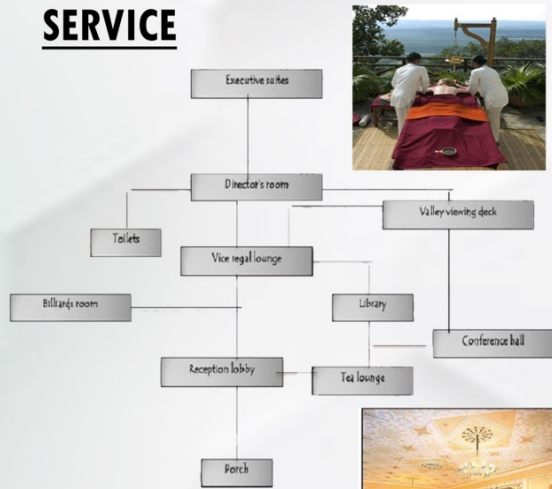 SERVICE
Executive suites
Director's room
Valley viewing deck
Toilets
Vice regal lounge
Billiards room
Library
Conference hall
Reception lobby
Tea lounge
Porch